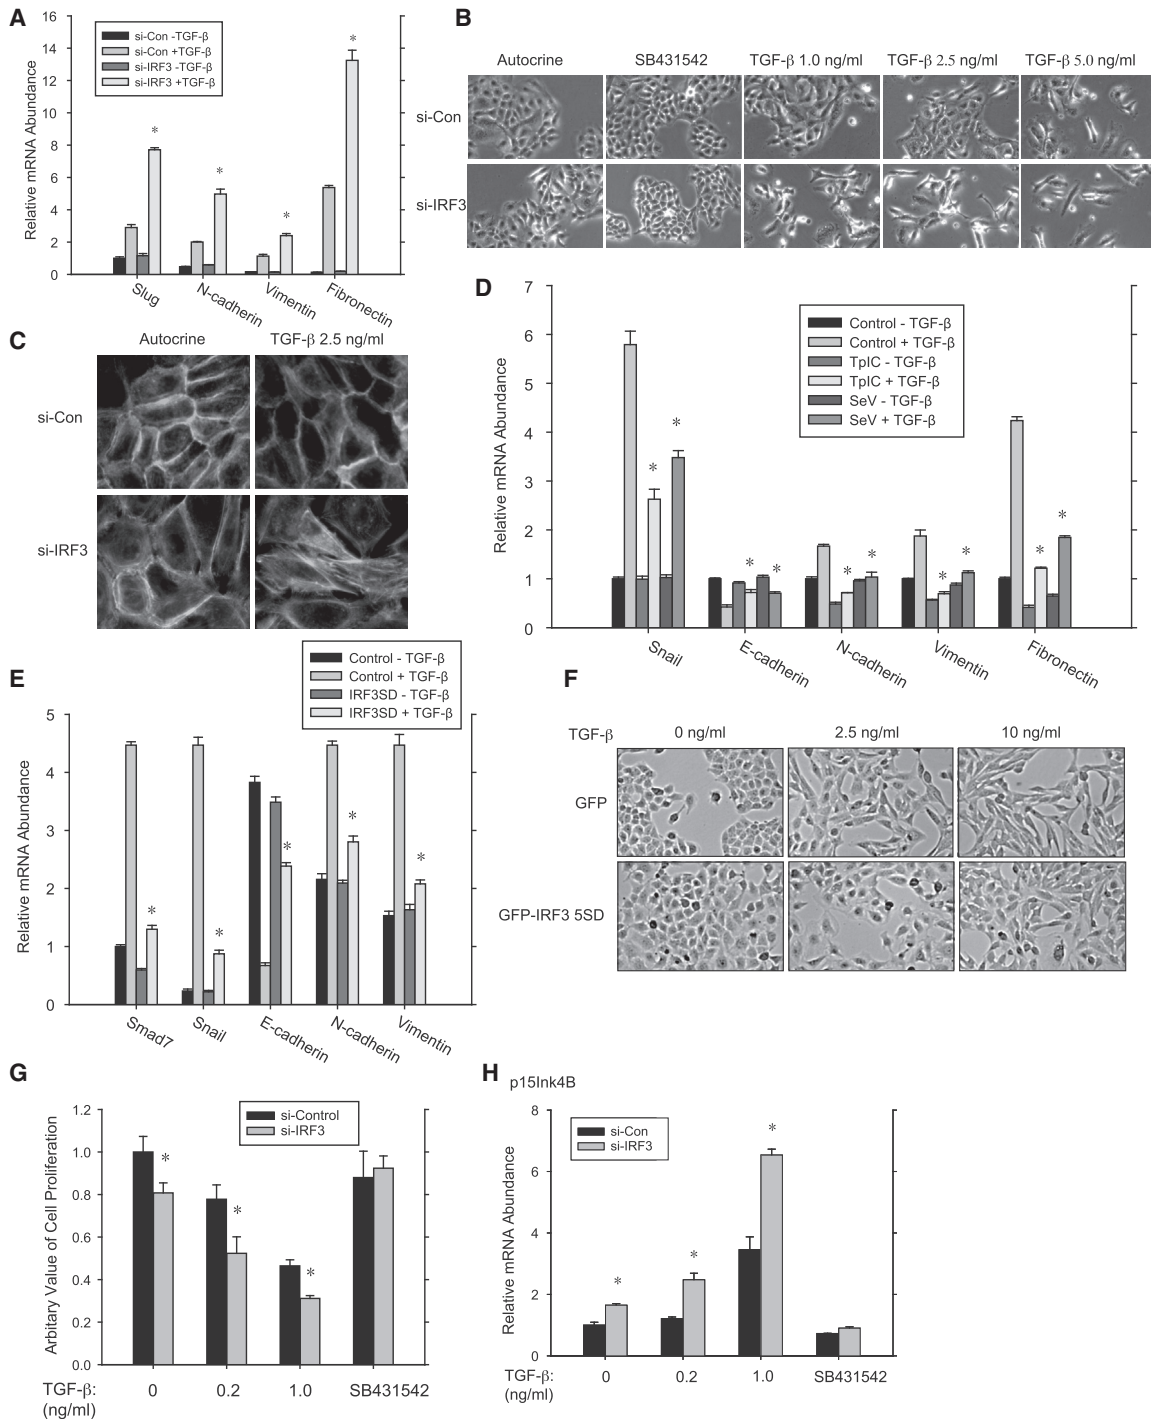 A
16
14
12
10
8
6
4
2
0
Relative mRNA Abundance
si-Con -TGF-β
si-Con +TGF-β
si-IRF3 -TGF-β
si-IRF3 +TGF-β
*
*
*
*
Slug
N-cadherin
Vimentin
Fibronectin
B
Autocrine
SB431542
TGF-β 1.0 ng/ml
TGF-β 2.5 ng/ml
TGF-β 5.0 ng/ml
si-Con
si-IRF3
C
Autocrine
TGF-β 2.5 ng/ml
si-Con
si-IRF3
D
7
6
5
4
3
2
1
0
Relative mRNA Abundance
Control - TGF-β
Control + TGF-β
TpIC - TGF-β
TpIC + TGF-β
SeV - TGF-β
SeV + TGF-β
*
*
*
*
*
*
*
*
*
*
Snail
E-cadherin
N-cadherin
Vimentin
Fibronectin
E
Control - TGF-β
Control + TGF-β
IRF3SD - TGF-β
IRF3SD + TGF-β
5
4
3
2
1
0
Relative mRNA Abundance
*
*
*
*
*
Smad7
Snail
E-cadherin
N-cadherin
Vimentin
F
TGF-β
0 ng/ml
2.5 ng/ml
10 ng/ml
GFP
GFP-IRF3 5SD
G
1.2
1.0
0.8
0.6
0.4
0.2
0.0
Arbitary Value of Cell Proliferation
si-Control
si-IRF3
*
*
*
TGF-β:
(ng/ml)
0
0.2
1.0
SB431542
H
p15Ink4B
8
6
4
2
0
Relative mRNA Abundance
si-Con
si-IRF3
*
*
*
TGF-β:
(ng/ml)
0
0.2
1.0
SB431542